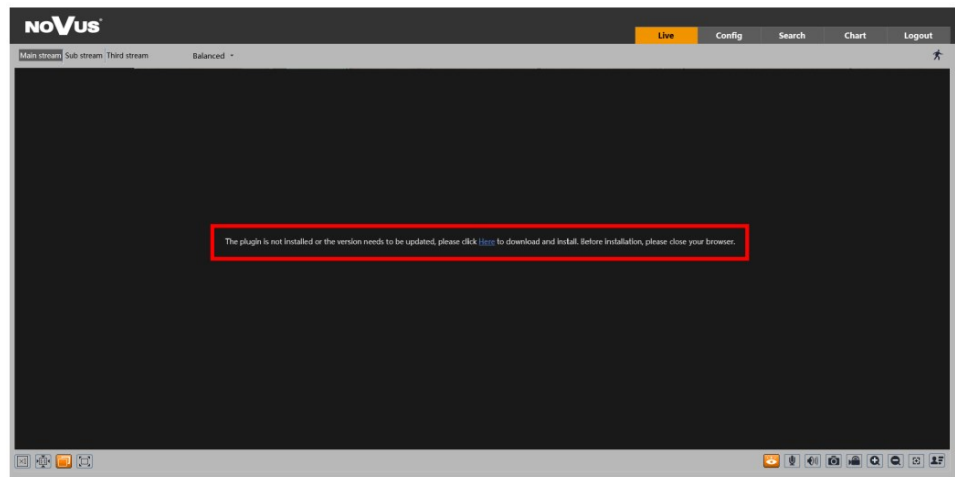 NOVUS
Live Config Search Chart Logout
Main stream Sub stream Third stream Balanced
The plugin is not installed or the version needs to be updated, please click Here to download and install. Before installation, please close your browser.